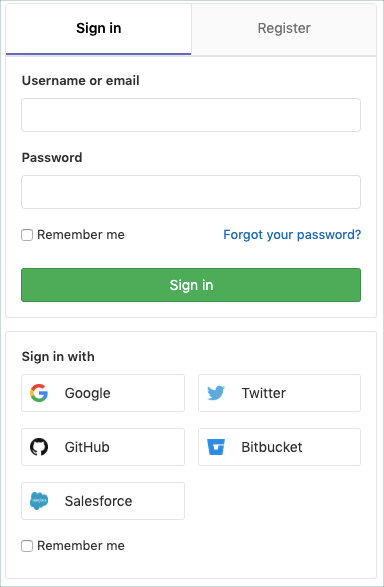 Sign in Register
Username or email
Password
Remember me Forgot your password?
Sign in
Sign in with
Google Twitter
GitHub Bitbucket
Salesforce
Remember me